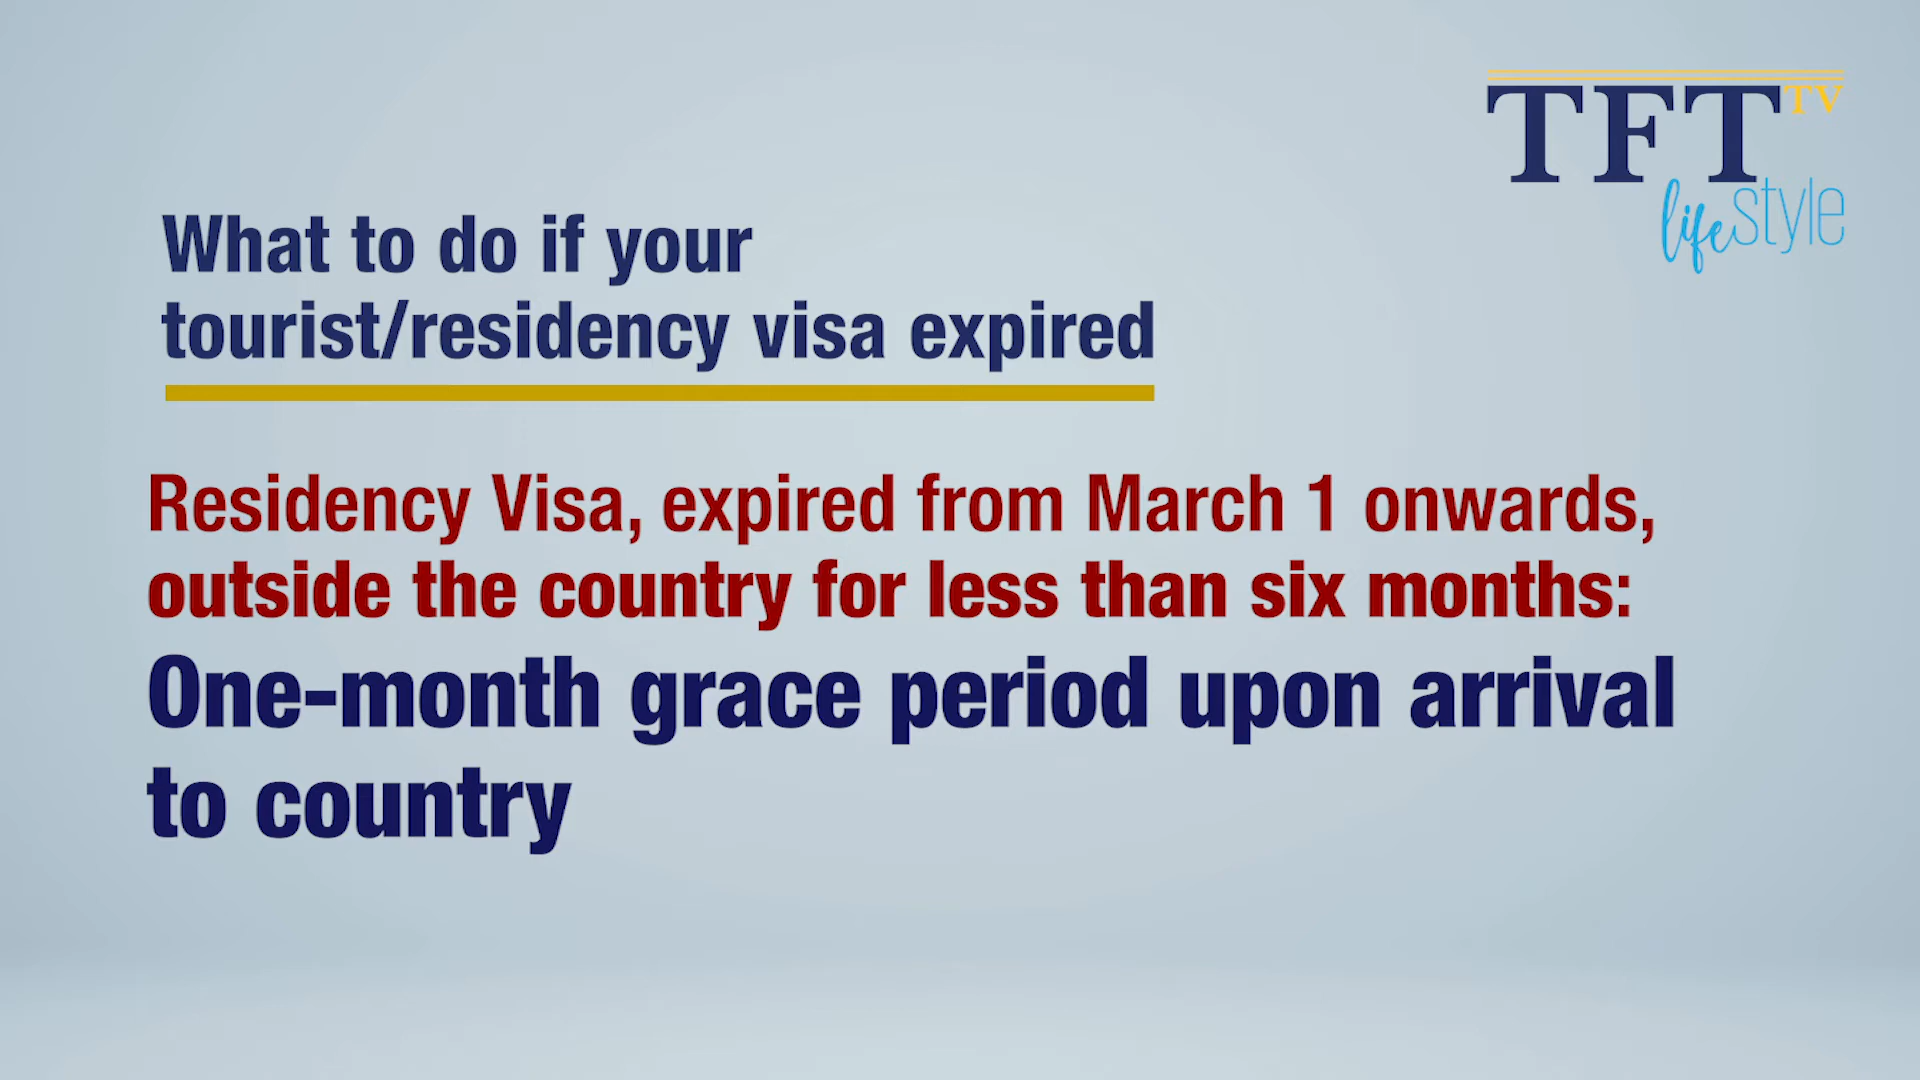 TFT TV
lifestyle
What to do if your
tourist/residency visa expired
Residency Visa, expired from March 1 onwards,
outside the country for less than six months:
One-month grace period upon arrival
to country